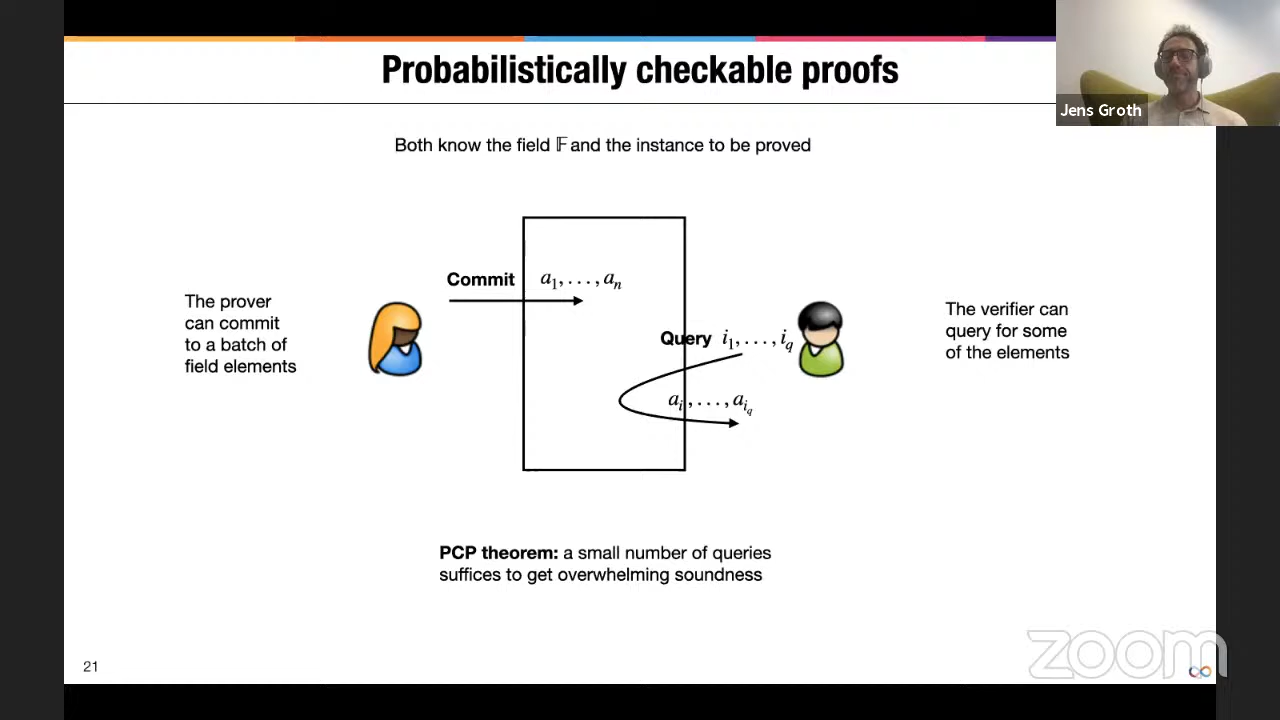 Probabilistically checkable proofs
Jens Groth
Both know the field 𝔽 and the instance to be proved
Commit a₁, . . . , aₙ
The prover
can commit
to a batch of
field elements
Query i₁, . . . , i_q
a_i, . . . , a_{i_q}
The verifier can
query for some
of the elements
PCP theorem: a small number of queries
suffices to get overwhelming soundness
21
zoom